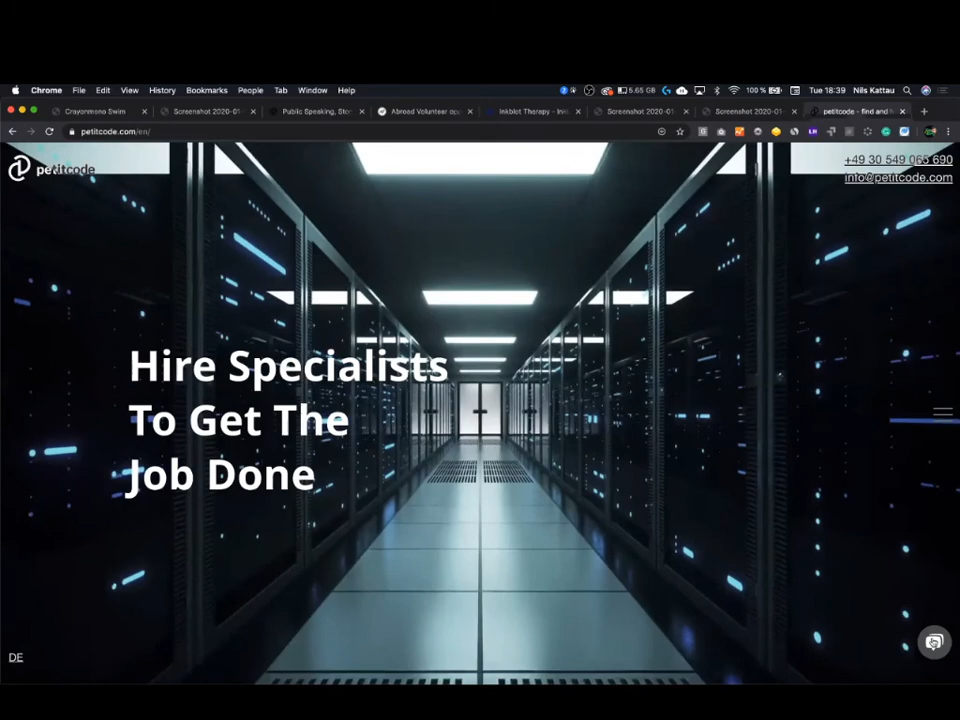 Chrome File Edit View History Bookmarks People Tab Window Help 5.65 GB 100 % Tue 18:39 Nils Kattau
Crayonmono Swim Screenshot 2020-01- Public Speaking, Sto Abroad Volunteer opp Inkblot Therapy - Ink Screenshot 2020-01 Screenshot 2020-01- petitcode - find and h
petitcode.com/en/
petitcode
+49 30 549 065 690
info@petitcode.com
Hire Specialists
To Get The
Job Done
DE